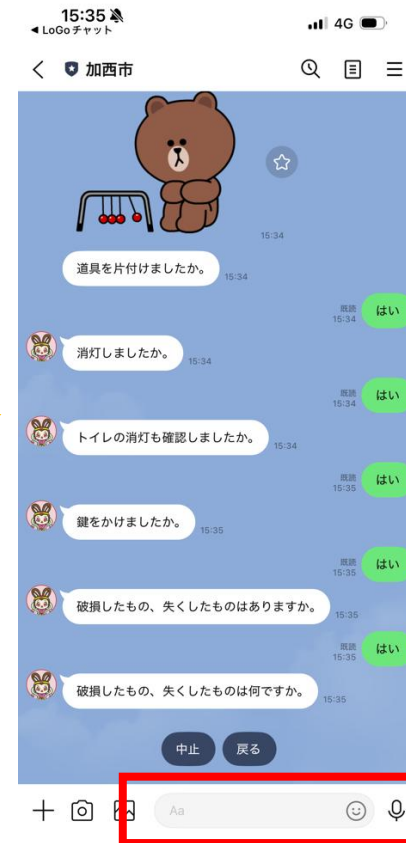 15:35
◀ LoGoチャット
4G
加西市
15:34
道具を片付けましたか。
15:34
既読
15:34
はい
消灯しましたか。
15:34
既読
15:34
はい
トイレの消灯も確認しましたか。
15:34
既読
15:35
はい
鍵をかけましたか。
15:35
既読
15:35
はい
破損したもの、失くしたものはありますか。
15:35
既読
15:35
はい
破損したもの、失くしたものは何ですか。
15:35
中止
戻る
Aa